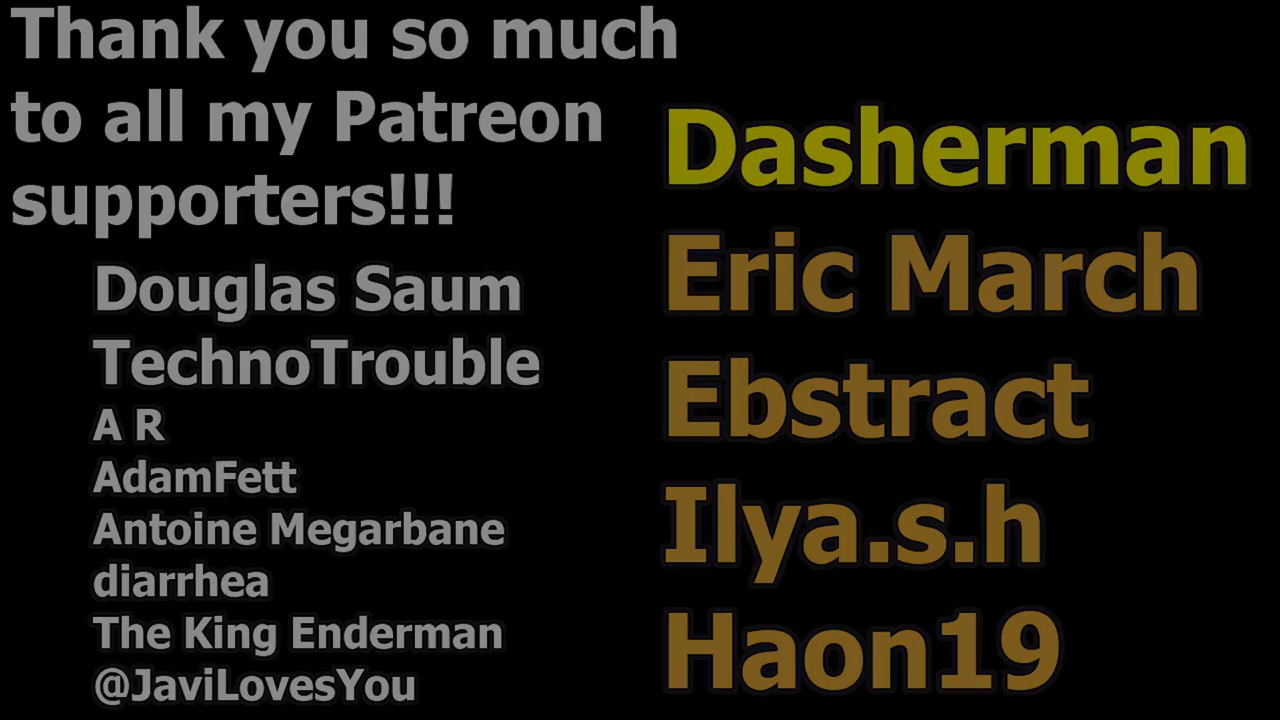 Thank you so much
to all my Patreon
supporters!!!
Douglas Saum
TechnoTrouble
A R
AdamFett
Antoine Megarbane
diarrhea
The King Enderman
@JaviLovesYou
Dasherman
Eric March
Ebstract
Ilya.s.h
Haon19